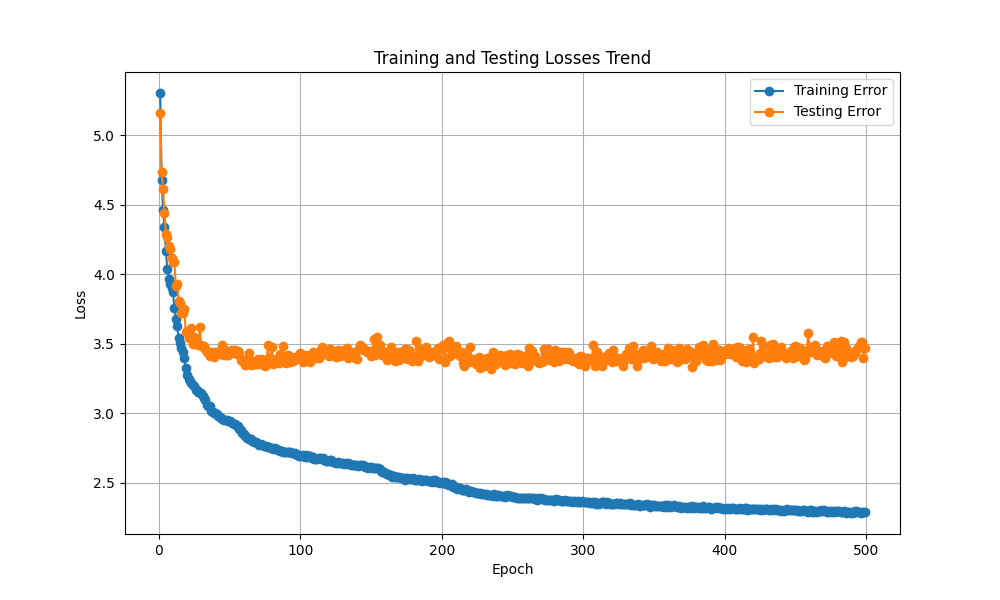 Training and Testing Losses Trend
Training Error
Testing Error
5.0
4.5
4.0
3.5
3.0
2.5
Loss
0 100 200 300 400 500
Epoch